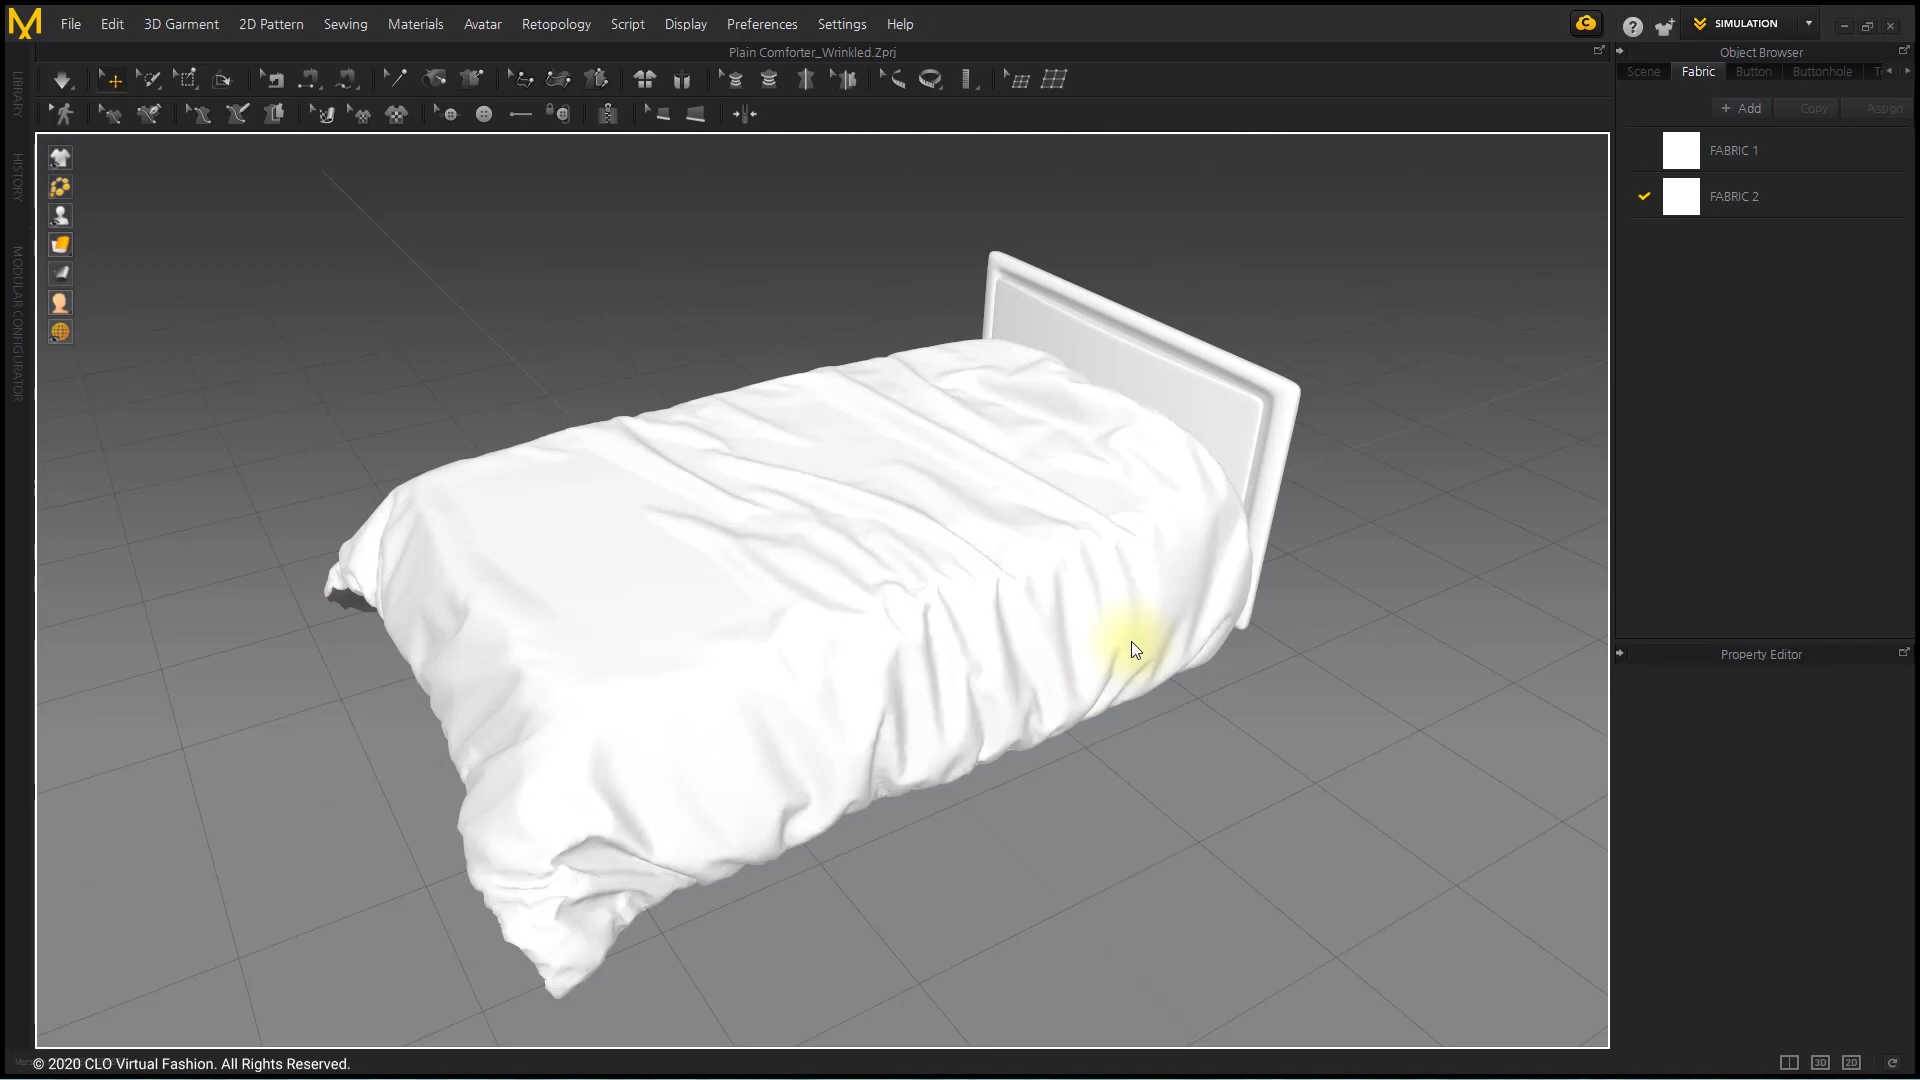 File Edit 3D Garment 2D Pattern Sewing Materials Avatar Retopology Script Display Preferences Settings Help
SIMULATION
Plain Comforter_Wrinkled.Zprj
Object Browser
Scene Fabric Button Buttonhole
+ Add Copy Assign
FABRIC 1
FABRIC 2
LIBRARY
HISTORY
MODULAR CONFIGURATOR
Property Editor
© 2020 CLO Virtual Fashion. All Rights Reserved.
3D 2D